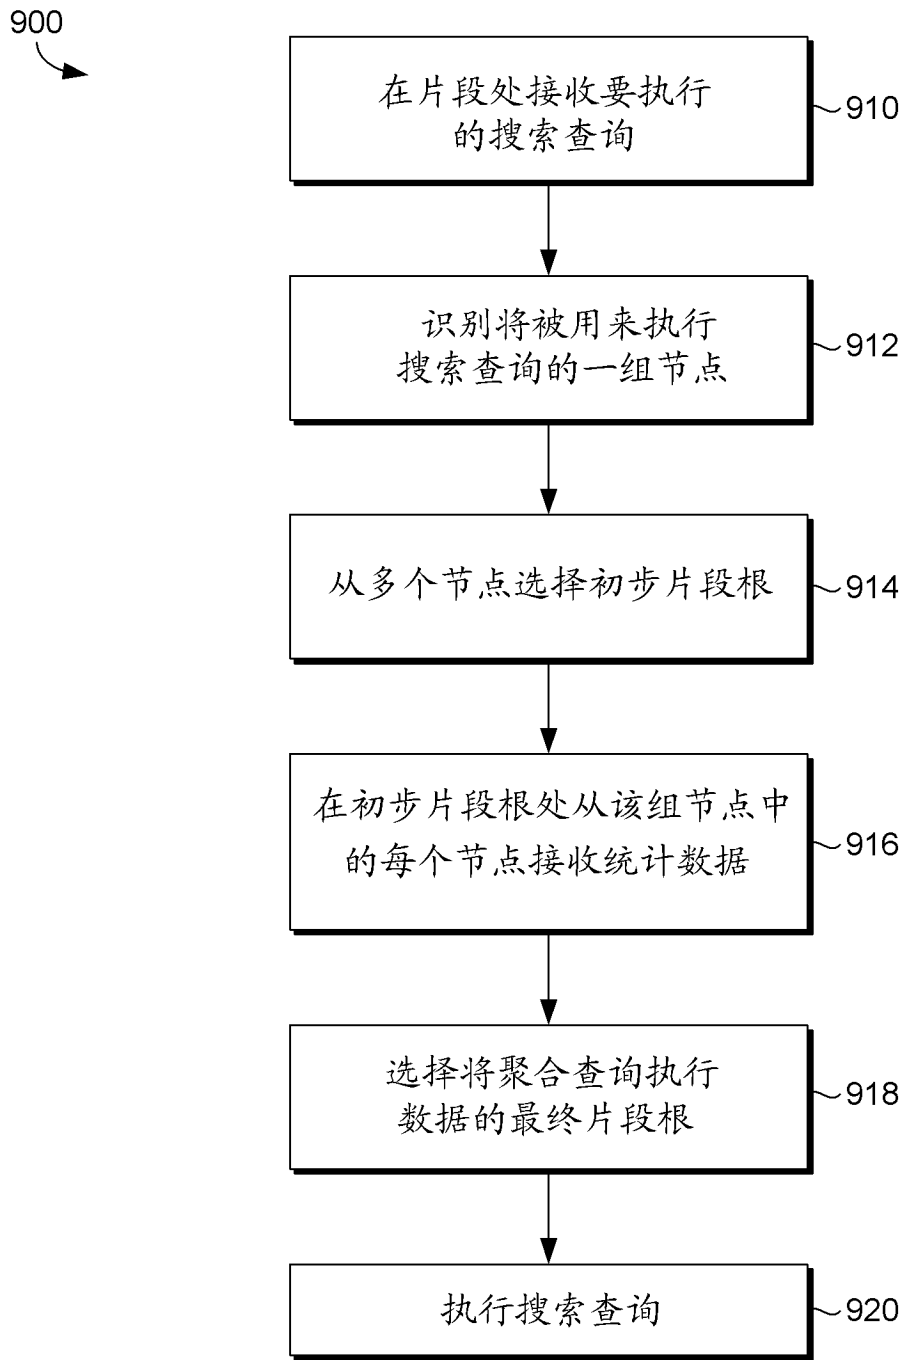 900
在片段处接收要执行
的搜索查询
910
识别将被用来执行
搜索查询的一组节点
912
从多个节点选择初步片段根
914
在初步片段根处从该组节点中
的每个节点接收统计数据
916
选择将聚合查询执行
数据的最终片段根
918
执行搜索查询
920